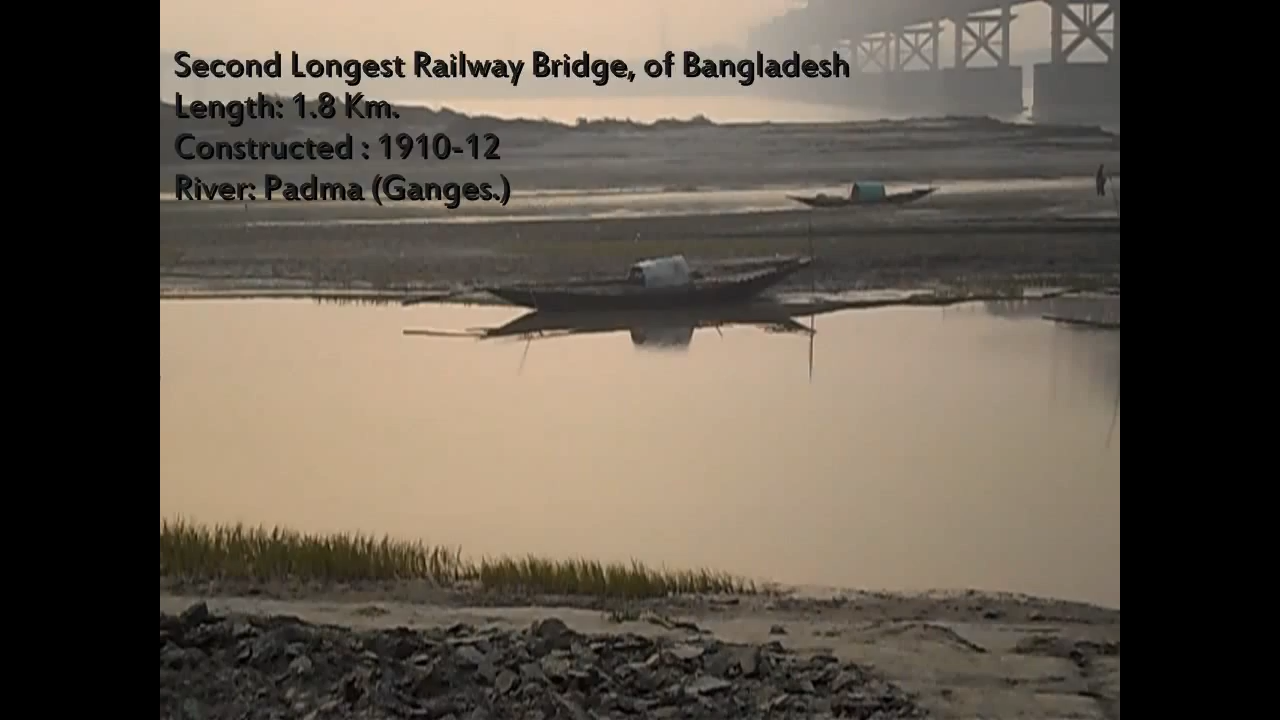 Second Longest Railway Bridge, of Bangladesh
Length: 1.8 Km.
Constructed : 1910-12
River: Padma (Ganges.)